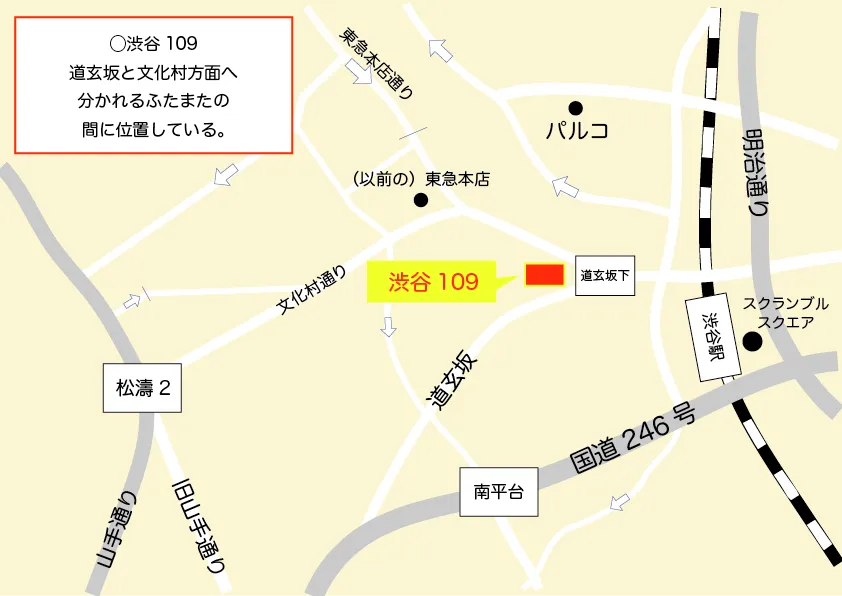 ○渋谷 109
道玄坂と文化村方面へ
分かれるふたまたの
間に位置している。
東急本店通り
パルコ
明治通り
（以前の）東急本店
渋谷 109
道玄坂下
文化村通り
スクランブル
スクエア
渋谷駅
松濤 2
道玄坂
国道 246 号
南平台
山手通り
旧山手通り